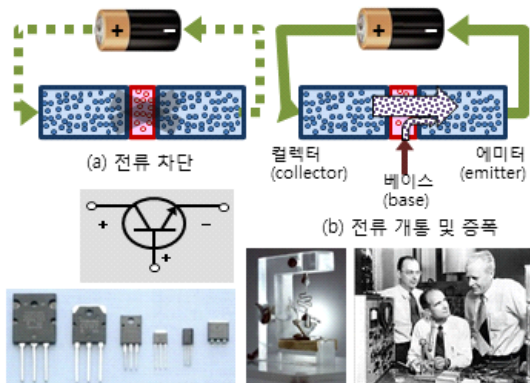 + −
+ −
(a) 전류 차단
컬렉터
(collector)
베이스
(base)
에미터
(emitter)
(b) 전류 개통 및 증폭
+ −
+